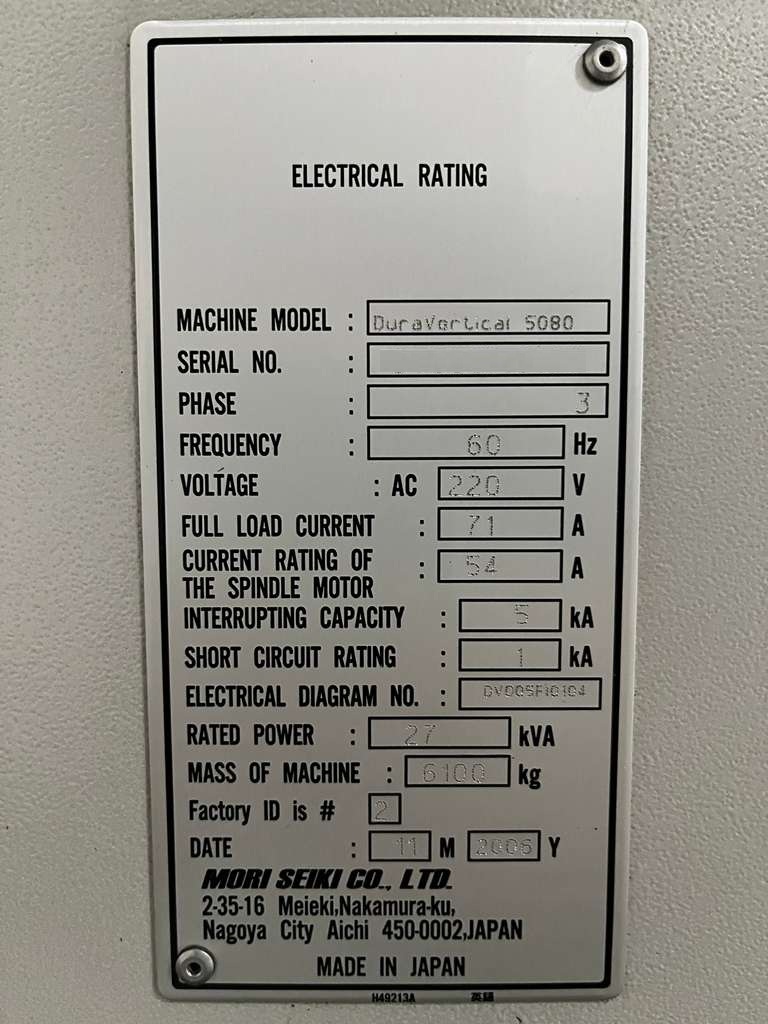 ELECTRICAL RATING
MACHINE MODEL : DuraVertical 5080
SERIAL NO. :
PHASE : 3
FREQUENCY : 60 Hz
VOLTAGE : AC 220 V
FULL LOAD CURRENT : 71 A
CURRENT RATING OF
THE SPINDLE MOTOR : 54 A
INTERRUPTING CAPACITY : 5 kA
SHORT CIRCUIT RATING : 1 kA
ELECTRICAL DIAGRAM NO. : DV005F10104
RATED POWER : 27 kVA
MASS OF MACHINE : 6100 kg
Factory ID is # 2
DATE : 11 M 2006 Y
MORI SEIKI CO., LTD.
2-35-16 Meieki,Nakamura-ku,
Nagoya City Aichi 450-0002,JAPAN
MADE IN JAPAN
H49213A 英語